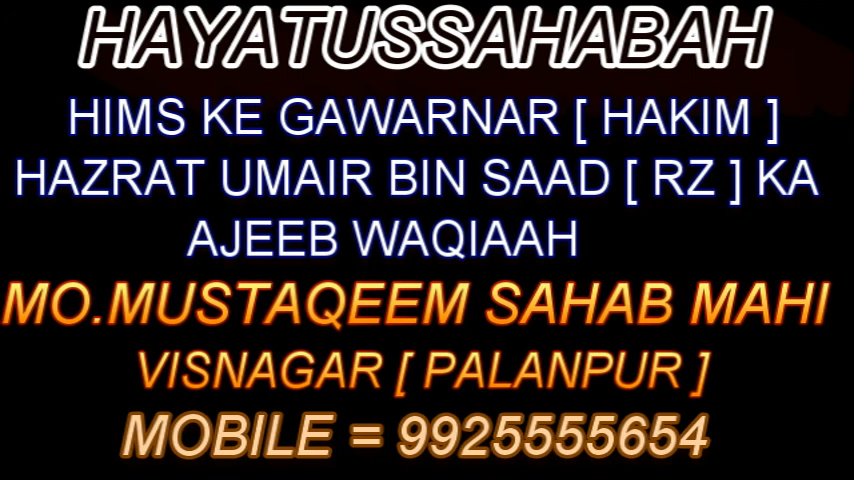 HAYATUSSAHABAH
HIMS KE GAWARNAR [ HAKIM ]
HAZRAT UMAIR BIN SAAD [ RZ ] KA
AJEEB WAQIAAH
MO.MUSTAQEEM SAHAB MAHI
VISNAGAR [ PALANPUR ]
MOBILE = 9925555654